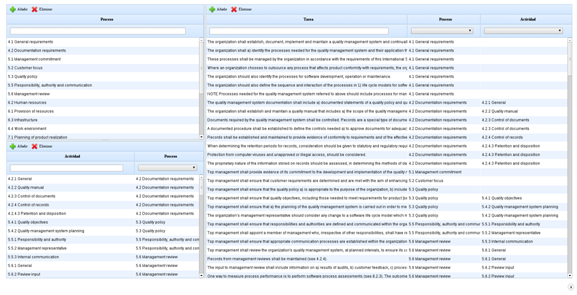 Añadir Eliminar
Proceso
4.1 General requirements
4.2 Documentation requirements
5.1 Management commitment
5.2 Customer focus
5.3 Quality policy
5.5 Responsibility, authority and communication
5.6 Management review
6.2 Human resources
6.1 Provision of resources
6.3 Infrastructure
6.4 Work environment
7.1 Planning of product realization
Añadir Eliminar
Actividad Proceso
4.2.1 General 4.2 Documentation requirements
4.2.2 Quality manual 4.2 Documentation requirements
4.2.3 Control of documents 4.2 Documentation requirements
4.2.4 Control of records 4.2 Documentation requirements
4.2.4.3 Retention and disposition 4.2 Documentation requirements
5.4.1 Quality objectives 5.3 Quality policy
5.4.2 Quality management system planning 5.3 Quality policy
5.5.1 Responsibility and authority 5.5 Responsibility, authority and com
5.5.2 Management representative 5.5 Responsibility, authority and com
5.5.3 Internal communication 5.5 Responsibility, authority and com
5.6.1 General 5.6 Management review
5.6.2 Review input 5.6 Management review
Añadir Eliminar
Tarea Proceso Actividad
The organization shall establish, document, implement and maintain a quality management system and continuall 4.1 General requirements
The organization shall a) identify the processes needed for the quality management system and their application 4.1 General requirements
These processes shall be managed by the organization in accordance with the requirements of this International S 4.1 General requirements
Where an organization chooses to outsource any process that affects product conformity with requirements, the o 4.1 General requirements
The organization should also identify the processes for software development, operation or maintenance. 4.1 General requirements
The organization should also define the sequence and interaction of the processes in 1) life cycle models for softw 4.1 General requirements
NOTE Processes needed for the quality management system referred to above should include processes for man 4.1 General requirements
The quality management system documentation shall include a) documented statements of a quality policy and q 4.2 Documentation requirements 4.2.1 General
The organization shall establish and maintain a quality manual that includes a) the scope of the quality manageme 4.2 Documentation requirements 4.2.2 Quality manual
Documents required by the quality management system shall be controlled. Records are a special type of docume 4.2 Documentation requirements 4.2.3 Control of documents
A documented procedure shall be established to define the controls needed a) to approve documents for adequac 4.2 Documentation requirements 4.2.3 Control of documents
Records shall be established and maintained to provide evidence of conformity to requirements and of the effective 4.2 Documentation requirements 4.2.4 Control of records
When determining the retention periods for records, consideration should be given to statutory and regulatory requi 4.2 Documentation requirements 4.2.4.3 Retention and disposition
Protection from computer viruses and unapproved or illegal access, should be considered. 4.2 Documentation requirements 4.2.4.3 Retention and disposition
The proprietary nature of the information stored on records should be assessed, in determining the methods of 4.2 Documentation requirements 4.2.4.3 Retention and disposition
Top management shall provide evidence of its commitment to the development and implementation of the quality 5.1 Management commitment
Top management shall ensure that customer requirements are determined and are met with the aim of enhancing 5.2 Customer focus
Top management shall ensure that the quality policy a) is appropriate to the purpose of the organization, b) include 5.3 Quality policy
Top management shall ensure that quality objectives, including those needed to meet requirements for product 5.3 Quality policy 5.4.1 Quality objectives
Top management shall ensure that a) the planning of the quality management system is carried out in order to me 5.3 Quality policy 5.4.2 Quality management system planning
The organization's management representative should consider any change to a software life cycle model which 5.3 Quality policy 5.4.2 Quality management system planning
Top management shall ensure that responsibilities and authorities are defined and communicated within the orga 5.5 Responsibility, authority and commu 5.5.1 Responsibility and authority
Top management shall appoint a member of management who, irrespective of other responsibilities, shall have 5.5 Responsibility, authority and commu 5.5.2 Management representative
Top management shall ensure that appropriate communication processes are established within the organization 5.5 Responsibility, authority and commu 5.5.3 Internal communication
Top management shall review the organization's quality management system, at planned intervals, to ensure its c 5.6 Management review 5.6.1 General
Records from management reviews shall be maintained (see 4.2.4). 5.6 Management review 5.6.1 General
The input to management review shall include information on a) results of audits, b) customer feedback, c) proces 5.6 Management review 5.6.2 Review input
One way to measure process performance is to perform software process assessments (see 8.2.3). The outcome 5.6 Management review 5.6.2 Review input